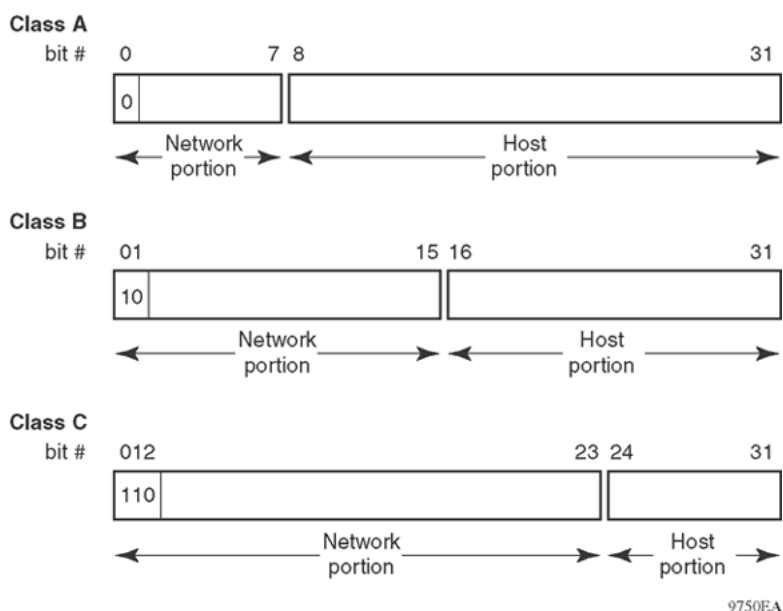 Class A
bit # 0 7 8 31
0
Network portion Host portion
Class B
bit # 01 15 16 31
10
Network portion Host portion
Class C
bit # 012 23 24 31
110
Network portion Host portion
9750EA